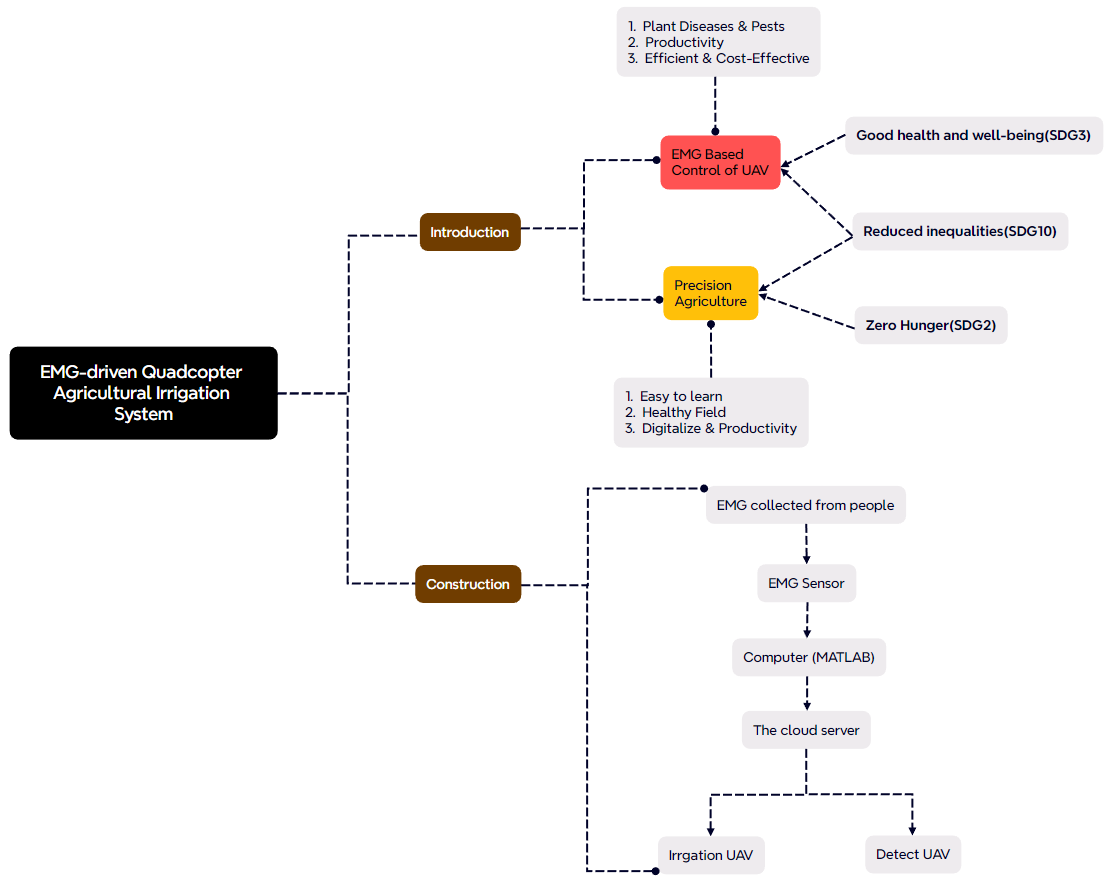 1. Plant Diseases & Pests
2. Productivity
3. Efficient & Cost-Effective
EMG Based
Control of UAV
Good health and well-being(SDG3)
Introduction
Reduced inequalities(SDG10)
Precision
Agriculture
Zero Hunger(SDG2)
EMG-driven Quadcopter
Agricultural Irrigation
System
1. Easy to learn
2. Healthy Field
3. Digitalize & Productivity
EMG collected from people
Construction
EMG Sensor
Computer (MATLAB)
The cloud server
Irrgation UAV
Detect UAV